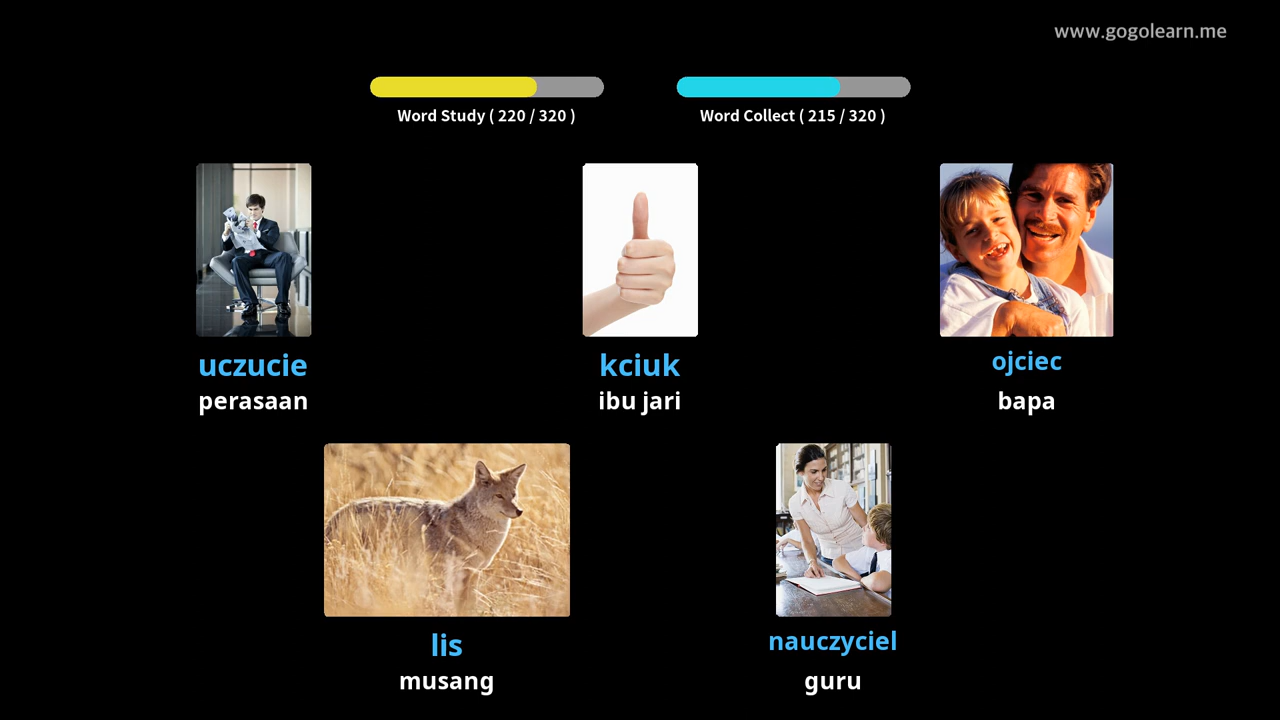 www.gogolearn.me
Word Study ( 220 / 320 )
Word Collect ( 215 / 320 )
uczucie
perasaan
kciuk
ibu jari
ojciec
bapa
lis
musang
nauczyciel
guru